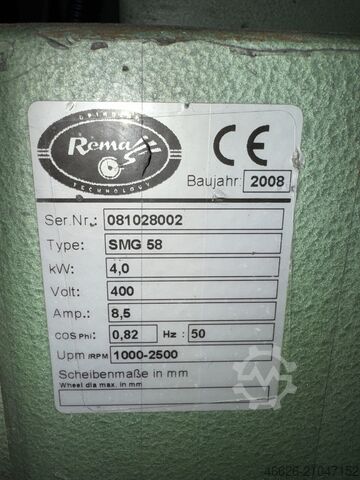 GRINDING
Remas
TECHNOLOGY
CE
Baujahr: 2008
Ser.Nr.: 081028002
Type: SMG 58
kW: 4,0
Volt: 400
Amp.: 8,5
COS Phi: 0,82 Hz: 50
Upm /RPM 1000-2500
Scheibenmaße in mm
Wheel dia max. in mm
46626-21047152